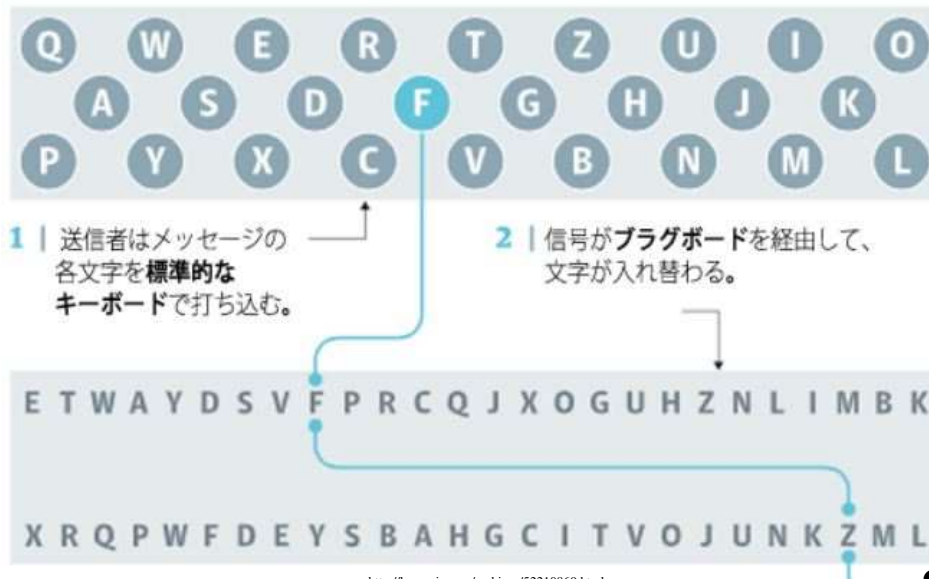 Q W E R T Z U I O
A S D F G H J K
P Y X C V B N M L
1 | 送信者はメッセージの
各文字を標準的な
キーボードで打ち込む。
2 | 信号がプラグボードを経由して、
文字が入れ替わる。
E T W A Y D S V F P R C Q J X O G U H Z N L I M B K
X R Q P W F D E Y S B A H G C I T V O J U N K Z M L